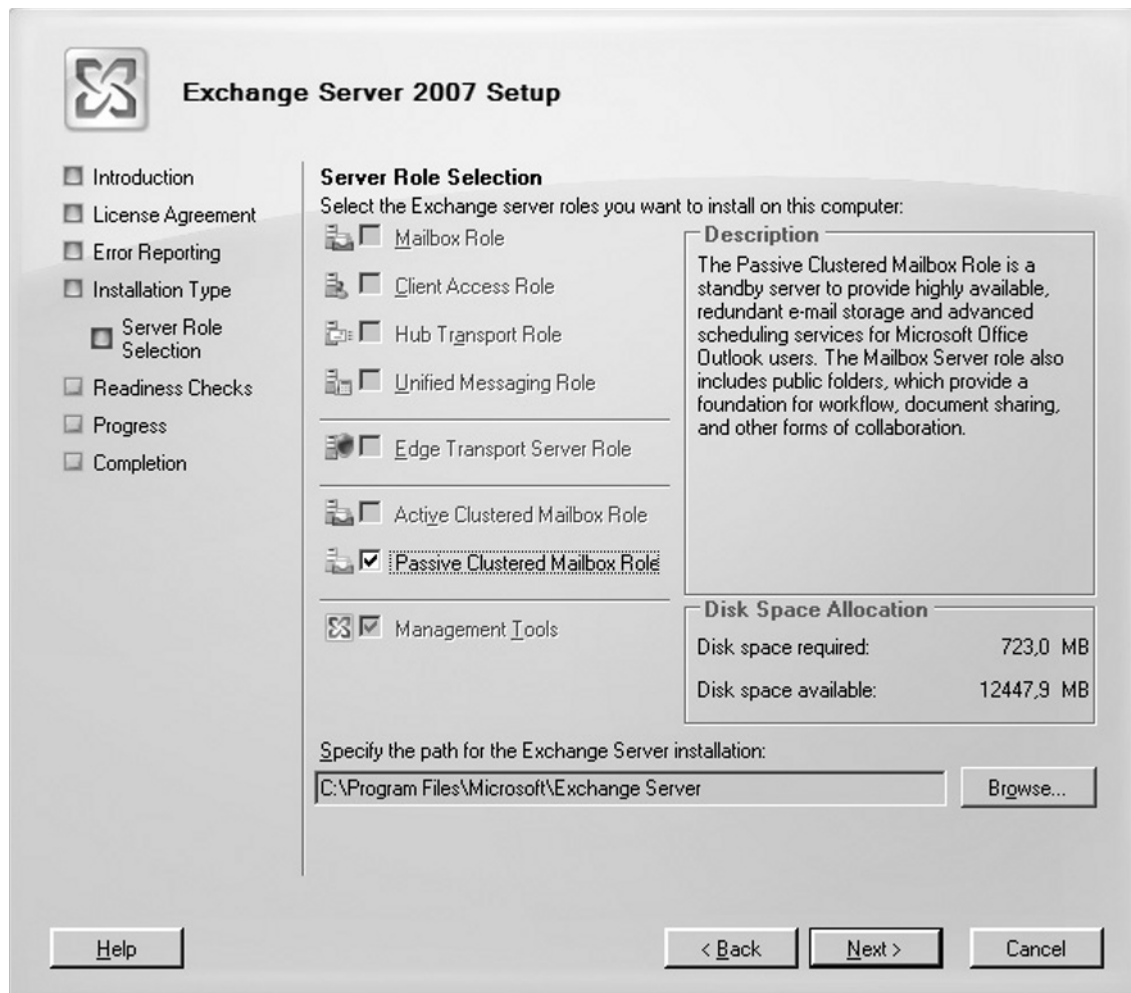 Exchange Server 2007 Setup
Introduction
License Agreement
Error Reporting
Installation Type
Server Role
Selection
Readiness Checks
Progress
Completion
Server Role Selection
Select the Exchange server roles you want to install on this computer:
Mailbox Role
Client Access Role
Hub Transport Role
Unified Messaging Role
Edge Transport Server Role
Active Clustered Mailbox Role
Passive Clustered Mailbox Role
Management Tools
Description
The Passive Clustered Mailbox Role is a
standby server to provide highly available,
redundant e-mail storage and advanced
scheduling services for Microsoft Office
Outlook users. The Mailbox Server role also
includes public folders, which provide a
foundation for workflow, document sharing,
and other forms of collaboration.
Disk Space Allocation
Disk space required: 723,0 MB
Disk space available: 12447,9 MB
Specify the path for the Exchange Server installation:
C:\Program Files\Microsoft\Exchange Server
Browse...
Help
< Back
Next >
Cancel